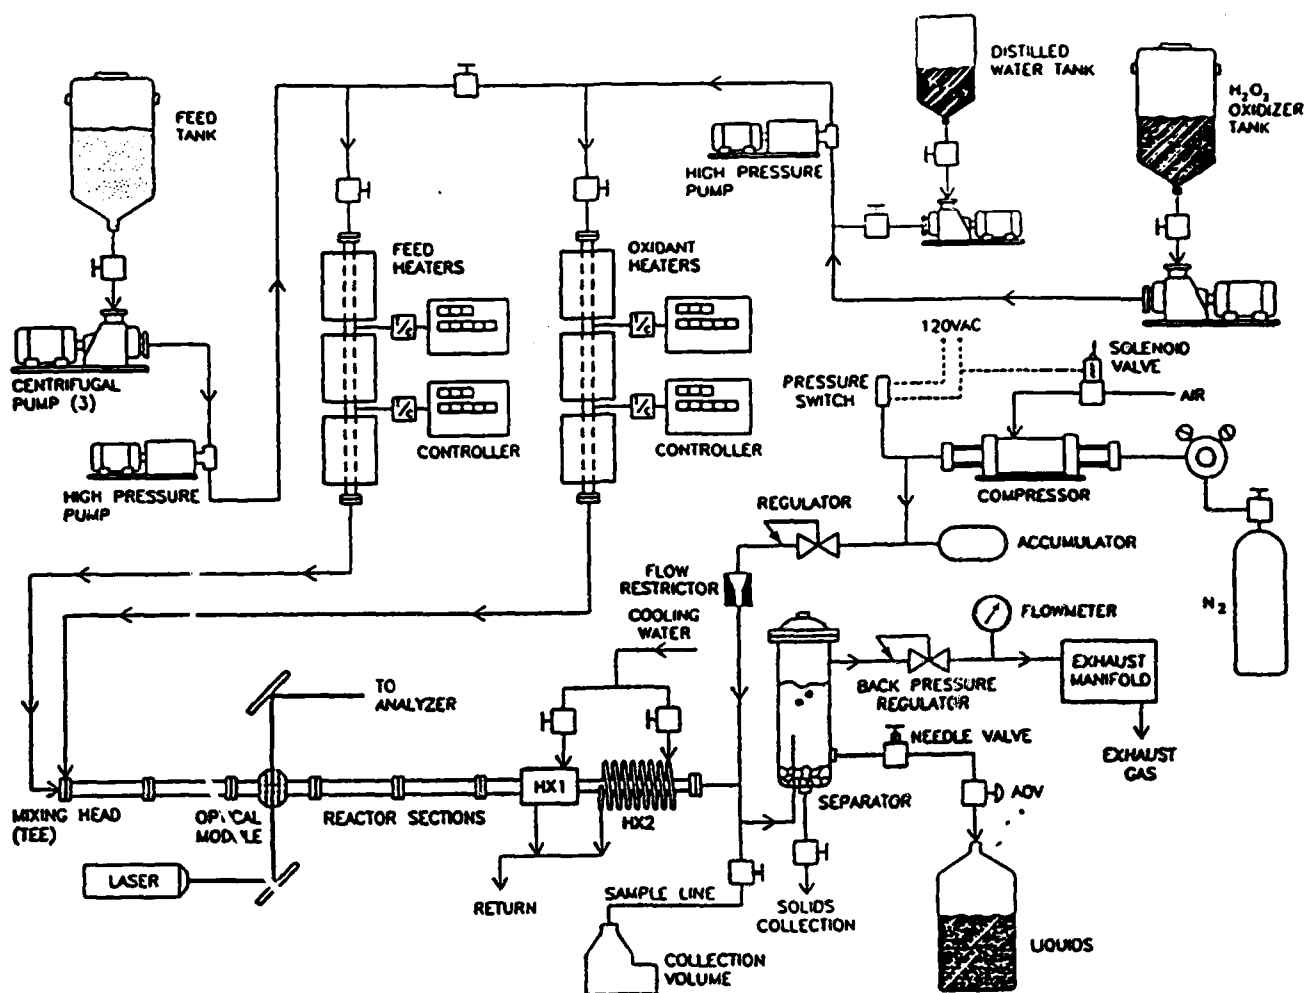 FEED
TANK
DISTILLED
WATER TANK
H₂O₂
OXIDIZER
TANK
HIGH PRESSURE
PUMP
FEED
HEATERS
OXIDANT
HEATERS
T/C
T/C
T/C
T/C
120VAC
SOLENOID
VALVE
PRESSURE
SWITCH
AIR
CENTRIFUGAL
PUMP (3)
CONTROLLER
CONTROLLER
HIGH PRESSURE
PUMP
COMPRESSOR
REGULATOR
ACCUMULATOR
FLOW
RESTRICTOR
N₂
COOLING
WATER
FLOWMETER
TO
ANALYZER
EXHAUST
MANIFOLD
BACK PRESSURE
REGULATOR
NEEDLE VALVE
EXHAUST
GAS
HX1
MIXING HEAD
(TEE)
OPTICAL
MODULE
REACTOR SECTIONS
HX2
SEPARATOR
AOV
LASER
RETURN
SAMPLE LINE
SOLIDS
COLLECTION
LIQUIDS
COLLECTION
VOLUME